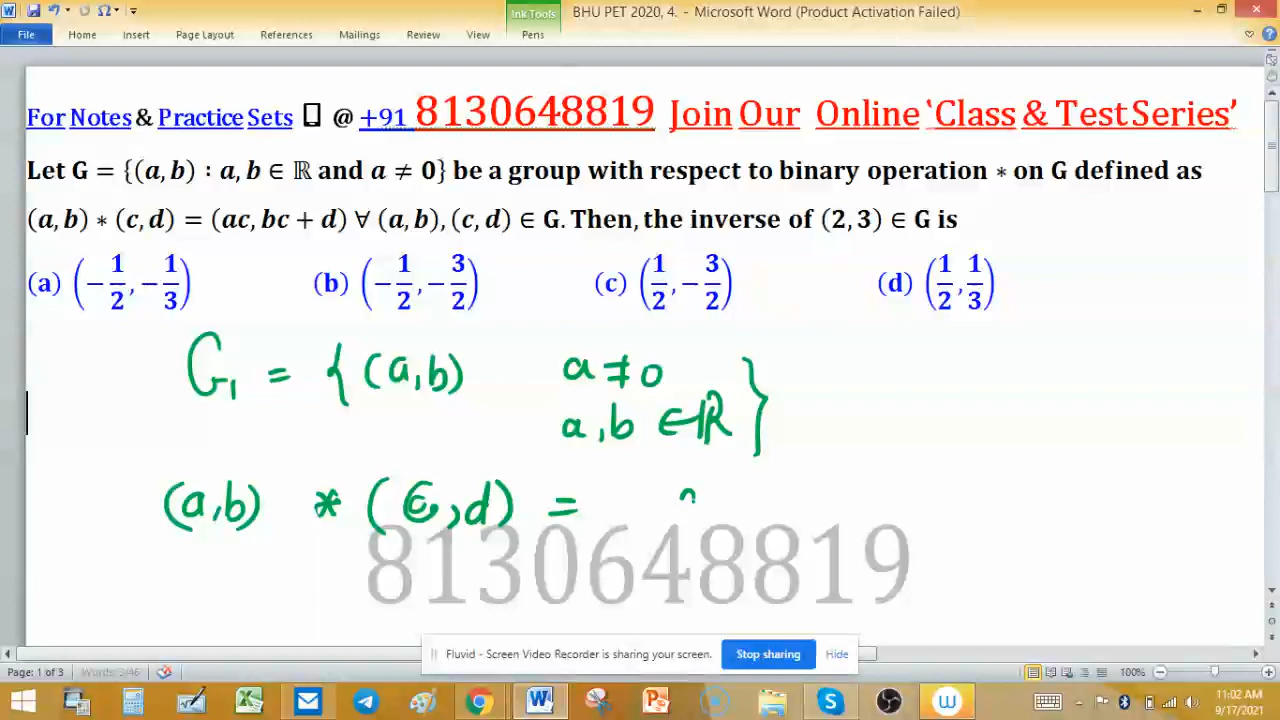 Ink Tools
BHU PET 2020, 4. - Microsoft Word (Product Activation Failed)
File Home Insert Page Layout References Mailings Review View Pens
For Notes & Practice Sets @ +91 8130648819 Join Our Online ‘Class & Test Series’
Let G = {(a, b) : a, b ∈ ℝ and a ≠ 0} be a group with respect to binary operation ∗ on G defined as
(a, b) ∗ (c, d) = (ac, bc + d) ∀ (a, b), (c, d) ∈ G. Then, the inverse of (2, 3) ∈ G is
(a) (−1/2, −1/3) (b) (−1/2, −3/2) (c) (1/2, −3/2) (d) (1/2, 1/3)
G = { (a,b) a ≠ 0
a,b ∈ ℝ }
(a,b) * (c,d) =
8130648819
Fluvid - Screen Video Recorder is sharing your screen. Stop sharing Hide
Page: 1 of 3 Words: 3/46 100%
11:02 AM
9/17/2021